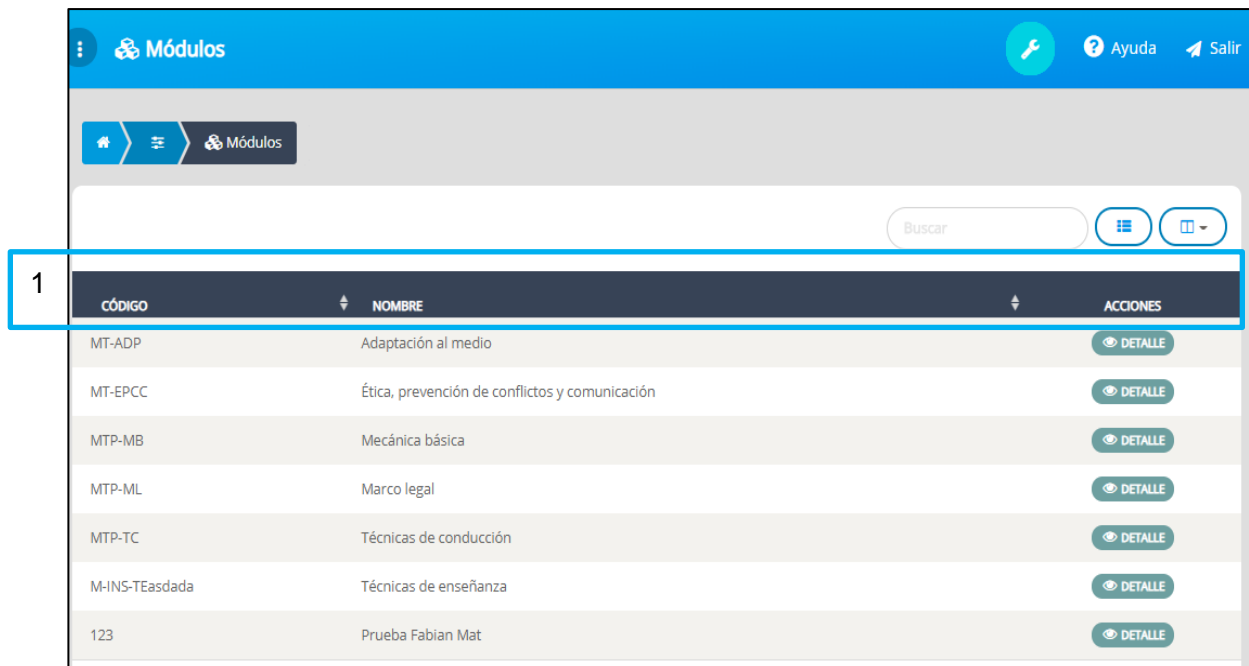 Módulos
Ayuda
Salir
Módulos
Buscar
1
CÓDIGO NOMBRE ACCIONES
MT-ADP Adaptación al medio DETALLE
MT-EPCC Ética, prevención de conflictos y comunicación DETALLE
MTP-MB Mecánica básica DETALLE
MTP-ML Marco legal DETALLE
MTP-TC Técnicas de conducción DETALLE
M-INS-TEasdada Técnicas de enseñanza DETALLE
123 Prueba Fabian Mat DETALLE